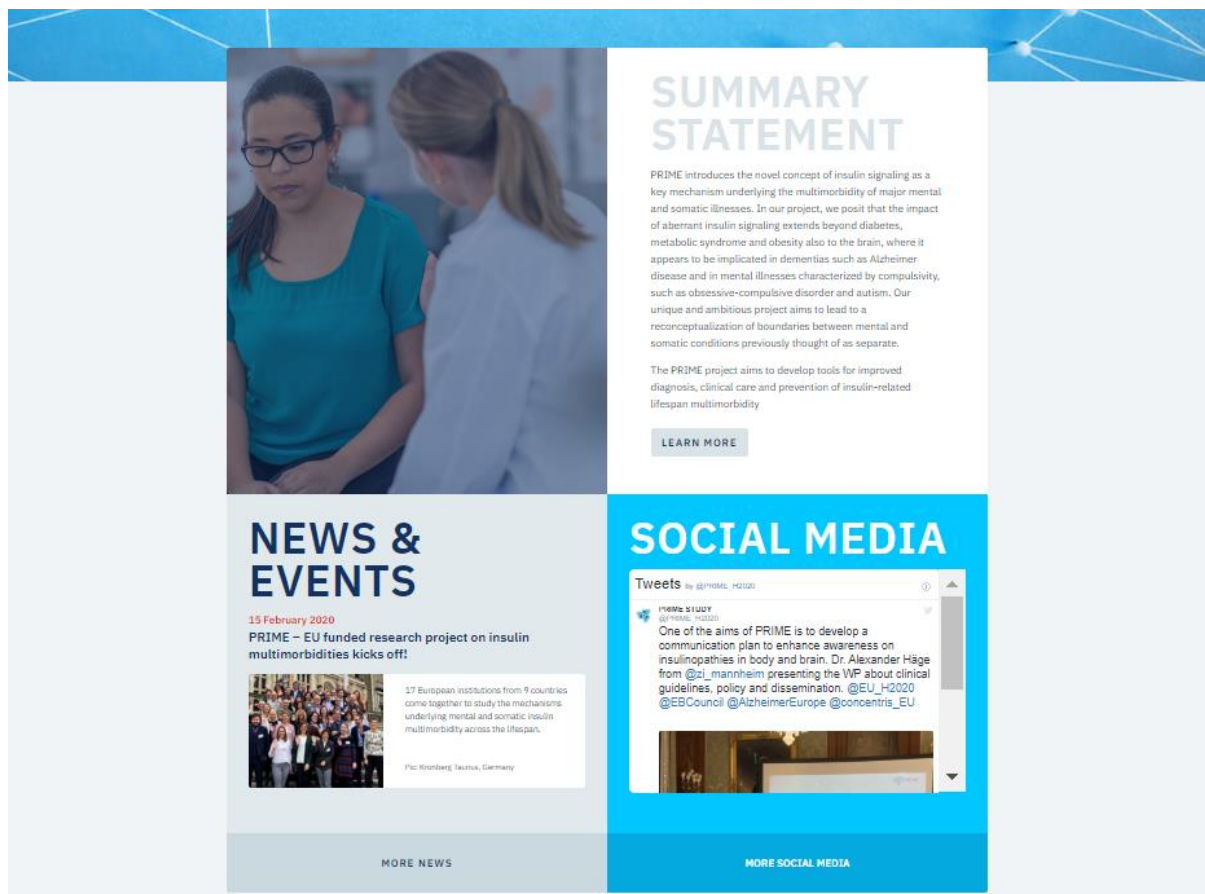 SUMMARY
STATEMENT
PRIME introduces the novel concept of insulin signaling as a
key mechanism underlying the multimorbidity of major mental
and somatic illnesses. In our project, we posit that the impact
of aberrant insulin signaling extends beyond diabetes,
metabolic syndrome and obesity also to the brain, where it
appears to be implicated in dementias such as Alzheimer
disease and in mental illnesses characterized by compulsivity,
such as obsessive-compulsive disorder and autism. Our
unique and ambitious project aims to lead to a
reconceptualization of boundaries between mental and
somatic conditions previously thought of as separate.
The PRIME project aims to develop tools for improved
diagnosis, clinical care and prevention of insulin-related
lifespan multimorbidity
LEARN MORE
NEWS &
EVENTS
15 February 2020
PRIME – EU funded research project on insulin
multimorbidities kicks off!
17 European institutions from 9 countries
come together to study the mechanisms
underlying mental and somatic insulin
multimorbidity across the lifespan.
Pic: Kronberg Taunus, Germany
MORE NEWS
SOCIAL MEDIA
Tweets by @PRIME_H2020
PRIME STUDY
@PRIME_H2020
One of the aims of PRIME is to develop a
communication plan to enhance awareness on
insulinopathies in body and brain. Dr. Alexander Häge
from @zi_mannheim presenting the WP about clinical
guidelines, policy and dissemination. @EU_H2020
@EBCouncil @AlzheimerEurope @concentris_EU
MORE SOCIAL MEDIA